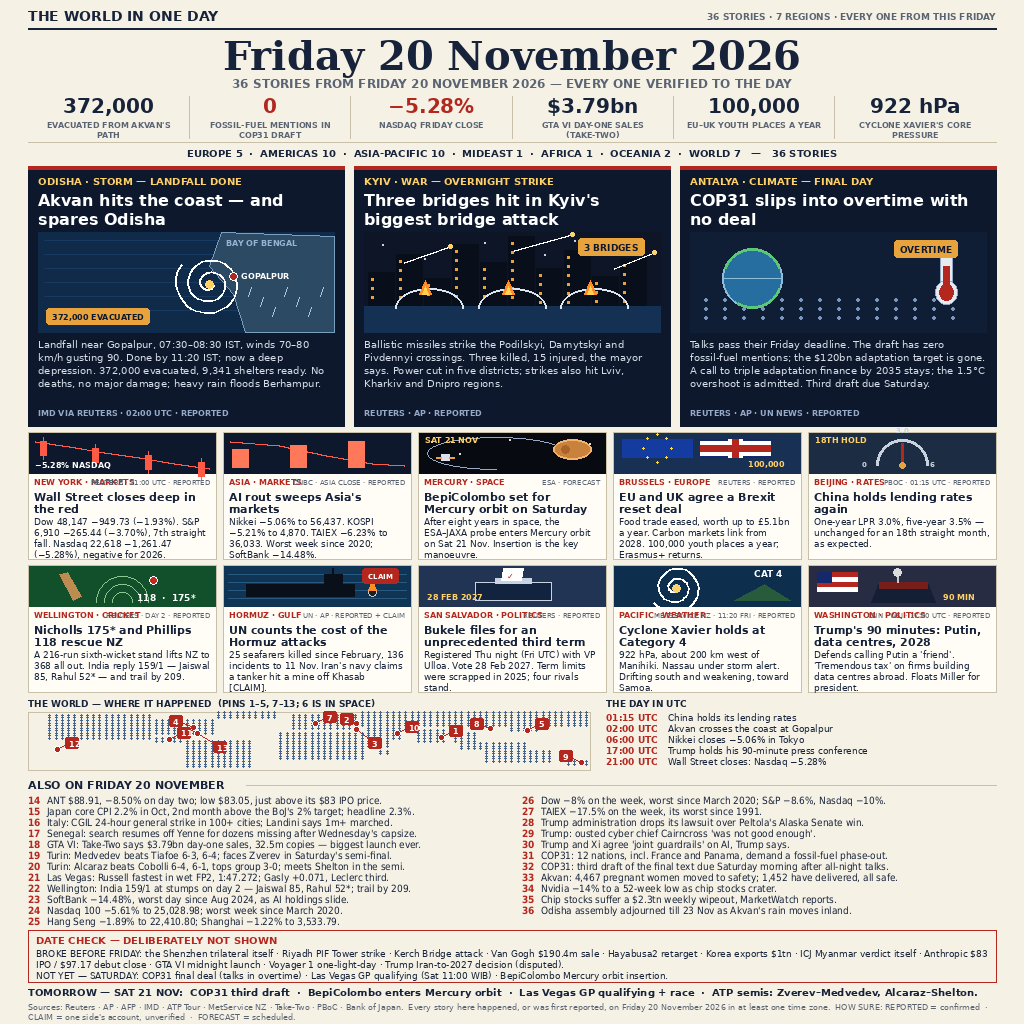 THE WORLD IN ONE DAY
36 STORIES · 7 REGIONS · EVERY ONE FROM THIS FRIDAY
Friday 20 November 2026
36 STORIES FROM FRIDAY 20 NOVEMBER 2026 — EVERY ONE VERIFIED TO THE DAY
372,000
EVACUATED FROM AKVAN'S
PATH
0
FOSSIL-FUEL MENTIONS IN
COP31 DRAFT
−5.28%
NASDAQ FRIDAY CLOSE
$3.79bn
GTA VI DAY-ONE SALES
(TAKE-TWO)
100,000
EU–UK YOUTH PLACES A YEAR
922 hPa
CYCLONE XAVIER'S CORE
PRESSURE
EUROPE 5 · AMERICAS 10 · ASIA-PACIFIC 10 · MIDEAST 1 · AFRICA 1 · OCEANIA 2 · WORLD 7 — 36 STORIES
ODISHA · STORM — LANDFALL DONE
Akvan hits the coast — and
spares Odisha
BAY OF BENGAL
GOPALPUR
372,000 EVACUATED
Landfall near Gopalpur, 07:30–08:30 IST, winds 70–80
km/h gusting 90. Done by 11:20 IST; now a deep
depression. 372,000 evacuated, 9,341 shelters ready. No
deaths, no major damage; heavy rain floods Berhampur.
IMD VIA REUTERS · 02:00 UTC · REPORTED
KYIV · WAR — OVERNIGHT STRIKE
Three bridges hit in Kyiv's
biggest bridge attack
3 BRIDGES
Ballistic missiles strike the Podilskyi, Darnytskyi and
Pivdennyi crossings. Three killed, 15 injured, the mayor
says. Power cut in five districts; strikes also hit Lviv,
Kharkiv and Dnipro regions.
REUTERS · AP · REPORTED
ANTALYA · CLIMATE — FINAL DAY
COP31 slips into overtime with
no deal
OVERTIME
Talks pass their Friday deadline. The draft has zero
fossil-fuel mentions; the $120bn adaptation target is gone.
A call to triple adaptation finance by 2035 stays; the 1.5°C
overshoot is admitted. Third draft due Saturday.
REUTERS · AP · UN NEWS · REPORTED
−5.28% NASDAQ
NEW YORK · MARKETS
21:00 UTC · REPORTED
Wall Street closes deep in
the red
Dow 48,147 −949.73 (−1.93%). S&P
6,910 −265.44 (−3.70%), 7th straight
fall. Nasdaq 22,618 −1,261.47
(−5.28%), negative for 2026.
ASIA · MARKETS
CNBC · ASIA CLOSE · REPORTED
AI rout sweeps Asia's
markets
Nikkei −5.06% to 56,437. KOSPI
−5.21% to 4,870. TAIEX −6.23% to
36,033. Worst week since 2020;
SoftBank −14.48%.
SAT 21 NOV
MERCURY · SPACE
ESA · FORECAST
BepiColombo set for
Mercury orbit on Saturday
After eight years in space, the
ESA–JAXA probe enters Mercury orbit
on Sat 21 Nov. Insertion is the key
manoeuvre.
100,000
BRUSSELS · EUROPE
REUTERS · REPORTED
EU and UK agree a Brexit
reset deal
Food trade eased, worth up to £5.1bn
a year. Carbon markets link from
2028. 100,000 youth places a year;
Erasmus+ returns.
18TH HOLD
0
6
BEIJING · RATES
PBOC · 01:15 UTC · REPORTED
China holds lending rates
again
One-year LPR 3.0%, five-year 3.5% —
unchanged for an 18th straight month,
as expected.
118 · 175*
WELLINGTON · CRICKET
DAY 2 · REPORTED
Nicholls 175* and Phillips
118 rescue NZ
A 216-run sixth-wicket stand lifts NZ to
368 all out. India reply 159/1 — Jaiswal
85, Rahul 52* — and trail by 209.
CLAIM
HORMUZ · GULF
UN · AP · REPORTED + CLAIM
UN counts the cost of the
Hormuz attacks
25 seafarers killed since February, 136
incidents to 11 Nov. Iran's navy claims
a tanker hit a mine off Khasab
[CLAIM].
28 FEB 2027
SAN SALVADOR · POLITICS
REUTERS · REPORTED
Bukele files for an
unprecedented third term
Registered Thu night (Fri UTC) with VP
Ulloa. Vote 28 Feb 2027. Term limits
were scrapped in 2025; four rivals
stand.
CAT 4
PACIFIC · WEATHER
NZ · 11:20 FRI · REPORTED
Cyclone Xavier holds at
Category 4
922 hPa, about 200 km west of
Manihiki. Nassau under storm alert.
Drifting south and weakening, toward
Samoa.
90 MIN
WASHINGTON · POLITICS
UTC · REPORTED
Trump's 90 minutes: Putin,
data centres, 2028
Defends calling Putin a 'friend'.
'Tremendous tax' on firms building
data centres abroad. Floats Miller for
president.
THE WORLD — WHERE IT HAPPENED (PINS 1–5, 7–13; 6 IS IN SPACE)
12
4
11
13
7
2
3
10
1
8
5
9
THE DAY IN UTC
01:15 UTC China holds its lending rates
02:00 UTC Akvan crosses the coast at Gopalpur
06:00 UTC Nikkei closes −5.06% in Tokyo
17:00 UTC Trump holds his 90-minute press conference
21:00 UTC Wall Street closes: Nasdaq −5.28%
ALSO ON FRIDAY 20 NOVEMBER
14 ANT $88.91, −8.50% on day two; low $83.05, just above its $83 IPO price.
15 Japan core CPI 2.2% in Oct, 2nd month above the BoJ's 2% target; headline 2.3%.
16 Italy: CGIL 24-hour general strike in 100+ cities; Landini says 1m+ marched.
17 Senegal: search resumes off Yenne for dozens missing after Wednesday's capsize.
18 GTA VI: Take-Two says $3.79bn day-one sales, 32.5m copies — biggest launch ever.
19 Turin: Medvedev beats Tiafoe 6-3, 6-4; faces Zverev in Saturday's semi-final.
20 Turin: Alcaraz beats Cobolli 6-4, 6-1, tops group 3-0; meets Shelton in the semi.
21 Las Vegas: Russell fastest in wet FP2, 1:47.272; Gasly +0.071, Leclerc third.
22 Wellington: India 159/1 at stumps on day 2 — Jaiswal 85, Rahul 52*; trail by 209.
23 SoftBank −14.48%, worst day since Aug 2024, as AI holdings slide.
24 Nasdaq 100 −5.61% to 25,028.98; worst week since March 2020.
25 Hang Seng −1.89% to 22,410.80; Shanghai −1.22% to 3,533.79.
26 Dow −8% on the week, worst since March 2020; S&P −8.6%, Nasdaq −10%.
27 TAIEX −17.5% on the week, its worst since 1991.
28 Trump administration drops its lawsuit over Peltola's Alaska Senate win.
29 Trump: ousted cyber chief Cairncross 'was not good enough'.
30 Trump and Xi agree 'joint guardrails' on AI, Trump says.
31 COP31: 12 nations, incl. France and Panama, demand a fossil-fuel phase-out.
32 COP31: third draft of the final text due Saturday morning after all-night talks.
33 Akvan: 4,467 pregnant women moved to safety; 1,452 have delivered, all safe.
34 Nvidia −14% to a 52-week low as chip stocks crater.
35 Chip stocks suffer a $2.3tn weekly wipeout, MarketWatch reports.
36 Odisha assembly adjourned till 23 Nov as Akvan's rain moves inland.
DATE CHECK — DELIBERATELY NOT SHOWN
BROKE BEFORE FRIDAY: the Shenzhen trilateral itself · Riyadh PIF Tower strike · Kerch Bridge attack · Van Gogh $190.4m sale · Hayabusa2 retarget · Korea exports $1tn · ICJ Myanmar verdict itself · Anthropic $83
IPO / $97.17 debut close · GTA VI midnight launch · Voyager 1 one-light-day · Trump Iran-to-2027 decision (disputed).
NOT YET — SATURDAY: COP31 final deal (talks in overtime) · Las Vegas GP qualifying (Sat 11:00 WIB) · BepiColombo Mercury orbit insertion.
TOMORROW — SAT 21 NOV: COP31 third draft · BepiColombo enters Mercury orbit · Las Vegas GP qualifying + race · ATP semis: Zverev–Medvedev, Alcaraz–Shelton.
Sources: Reuters · AP · AFP · IMD · ATP Tour · MetService NZ · Take-Two · PBoC · Bank of Japan. Every story here happened, or was first reported, on Friday 20 November 2026 in at least one time zone. HOW SURE: REPORTED = confirmed ·
CLAIM = one side's account, unverified · FORECAST = scheduled.